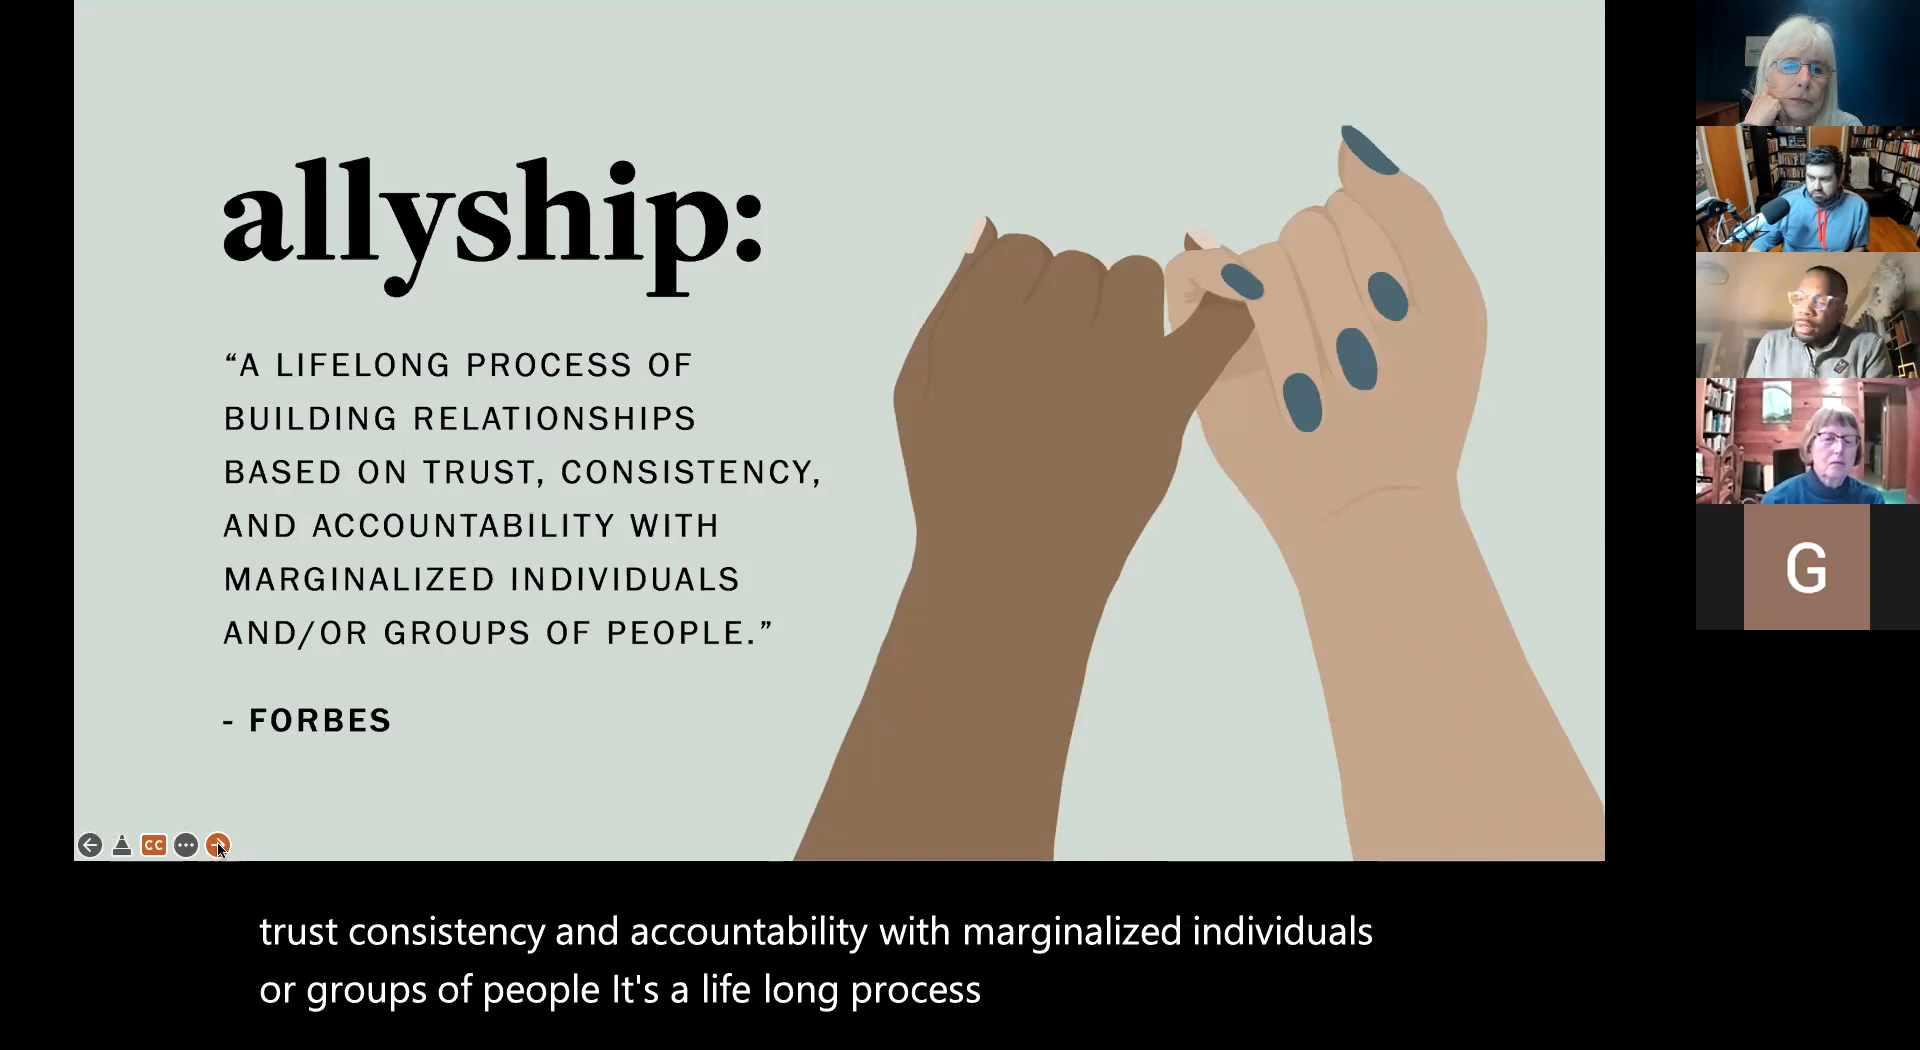 allyship:
“A LIFELONG PROCESS OF
BUILDING RELATIONSHIPS
BASED ON TRUST, CONSISTENCY,
AND ACCOUNTABILITY WITH
MARGINALIZED INDIVIDUALS
AND/OR GROUPS OF PEOPLE.”
- FORBES
CC
trust consistency and accountability with marginalized individuals
or groups of people It's a life long process
G